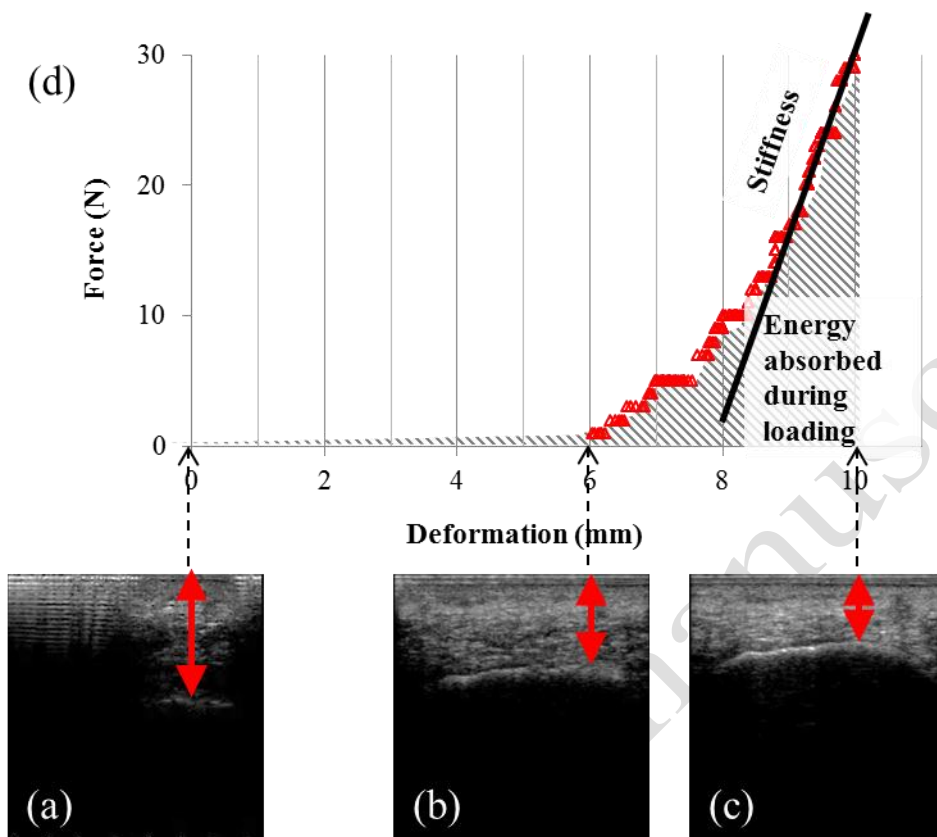 (d)
30
20
10
0
Force (N)
Stiffness
Energy
absorbed
during
loading
0 2 4 6 8 10
Deformation (mm)
(a) (b) (c)